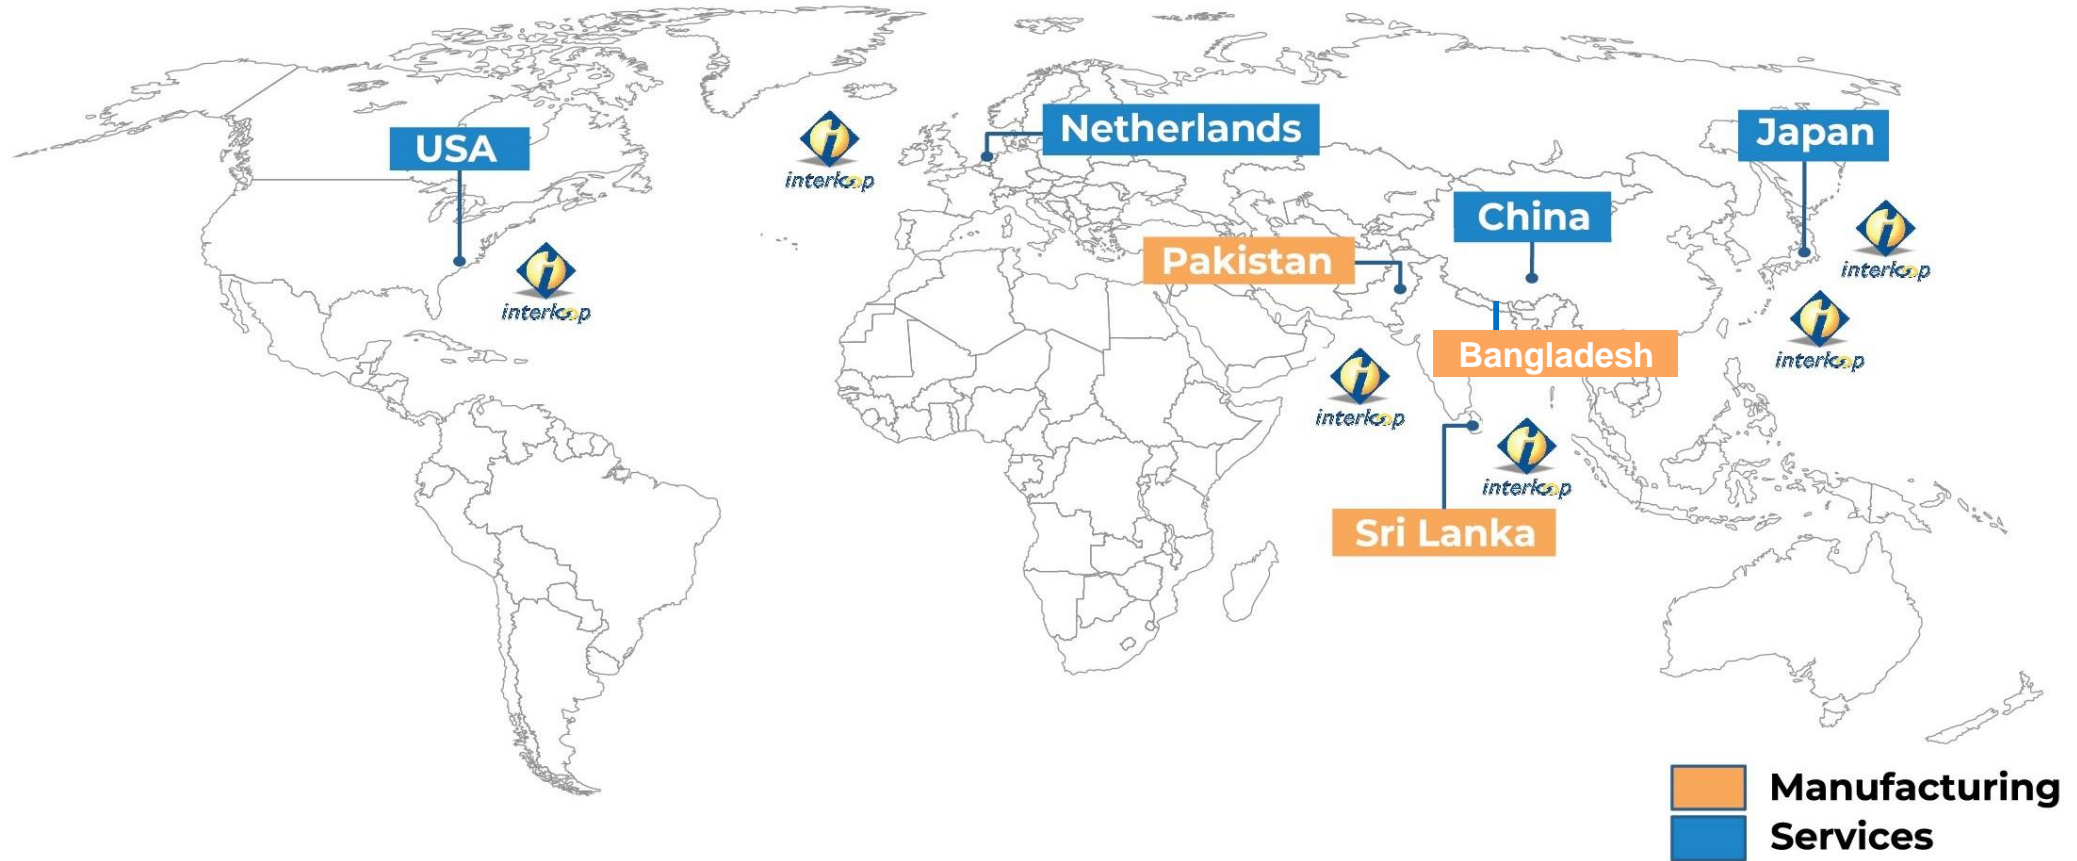 USA
Netherlands
Japan
China
Pakistan
Bangladesh
Sri Lanka
interloop
interloop
interloop
interloop
interloop
interloop
Manufacturing
Services